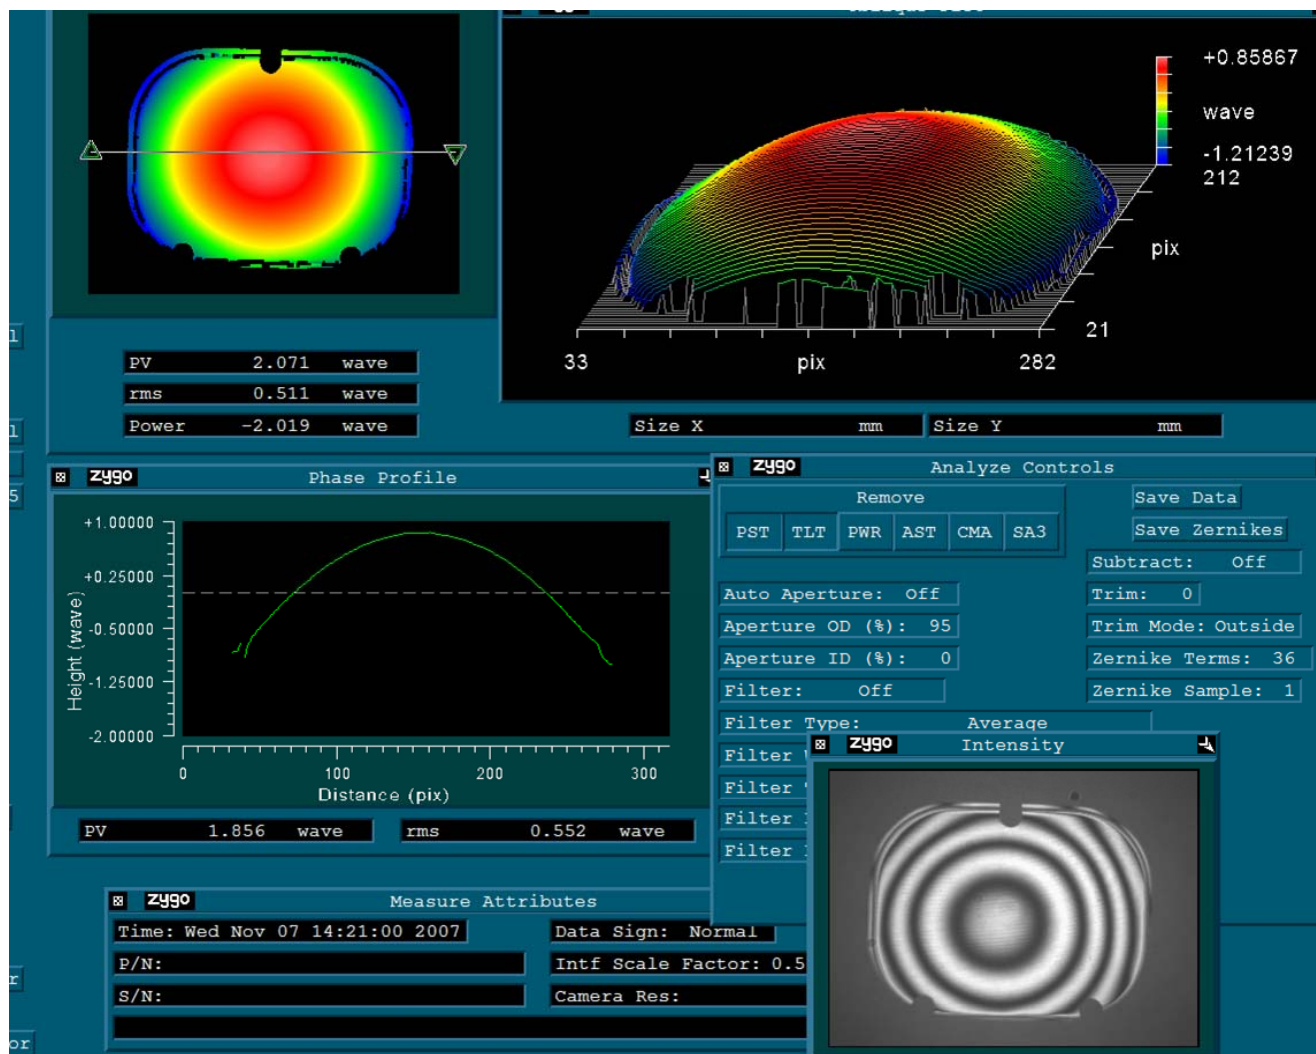 +0.85867
wave
-1.21239
212
pix
21
33 pix 282
PV 2.071 wave
rms 0.511 wave
Power -2.019 wave
Size X mm Size Y mm
zygo Phase Profile
+1.00000
+0.25000
-0.50000
-1.25000
-2.00000
Height (wave)
0 100 200 300
Distance (pix)
PV 1.856 wave rms 0.552 wave
zygo Analyze Controls
Remove
PST TLT PWR AST CMA SA3
Save Data
Save Zernikes
Subtract: Off
Auto Aperture: Off Trim: 0
Aperture OD (%): 95 Trim Mode: Outside
Aperture ID (%): 0 Zernike Terms: 36
Filter: Off Zernike Sample: 1
Filter Type: Average
Filter
Filter
Filter
Filter
zygo Intensity
zygo Measure Attributes
Time: Wed Nov 07 14:21:00 2007 Data Sign: Normal
P/N: Intf Scale Factor: 0.5
S/N: Camera Res: